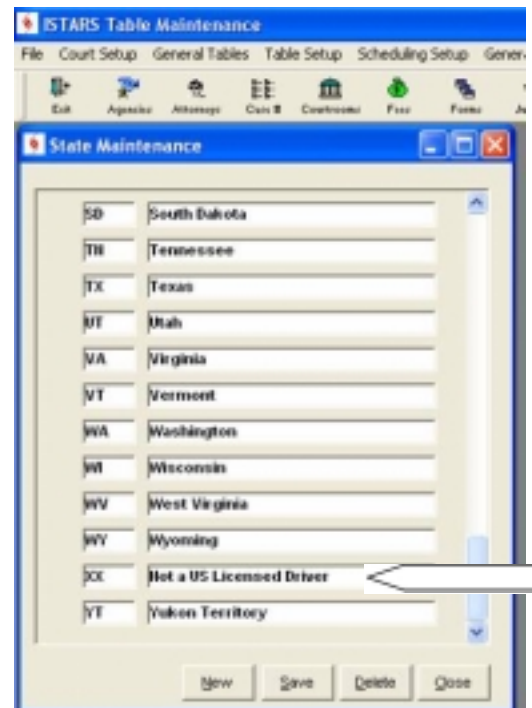 ISTARS Table Maintenance
File Court Setup General Tables Table Setup Scheduling Setup
Exit Agencies Attorneys Courtrooms Fees Forms
State Maintenance
SD South Dakota
TN Tennessee
TX Texas
UT Utah
VA Virginia
VT Vermont
WA Washington
WI Wisconsin
WV West Virginia
WY Wyoming
XX Not a US Licensed Driver
YT Yukon Territory
New Save Delete Close